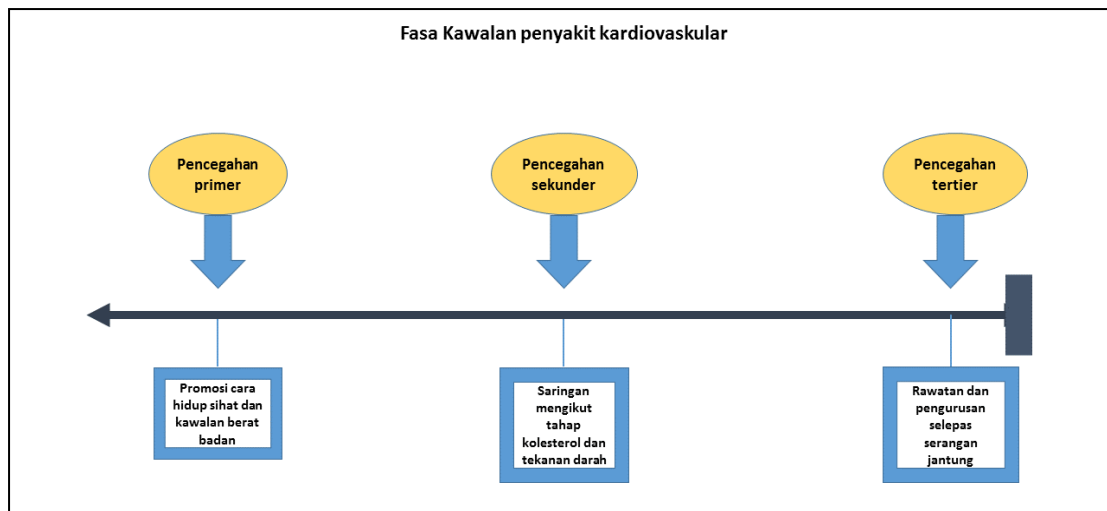 Fasa Kawalan penyakit kardiovaskular
Pencegahan
primer
Pencegahan
sekunder
Pencegahan
tertier
Promosi cara
hidup sihat dan
kawalan berat
badan
Saringan
mengikut
tahap
kolesterol dan
tekanan darah
Rawatan dan
pengurusan
selepas
serangan
jantung